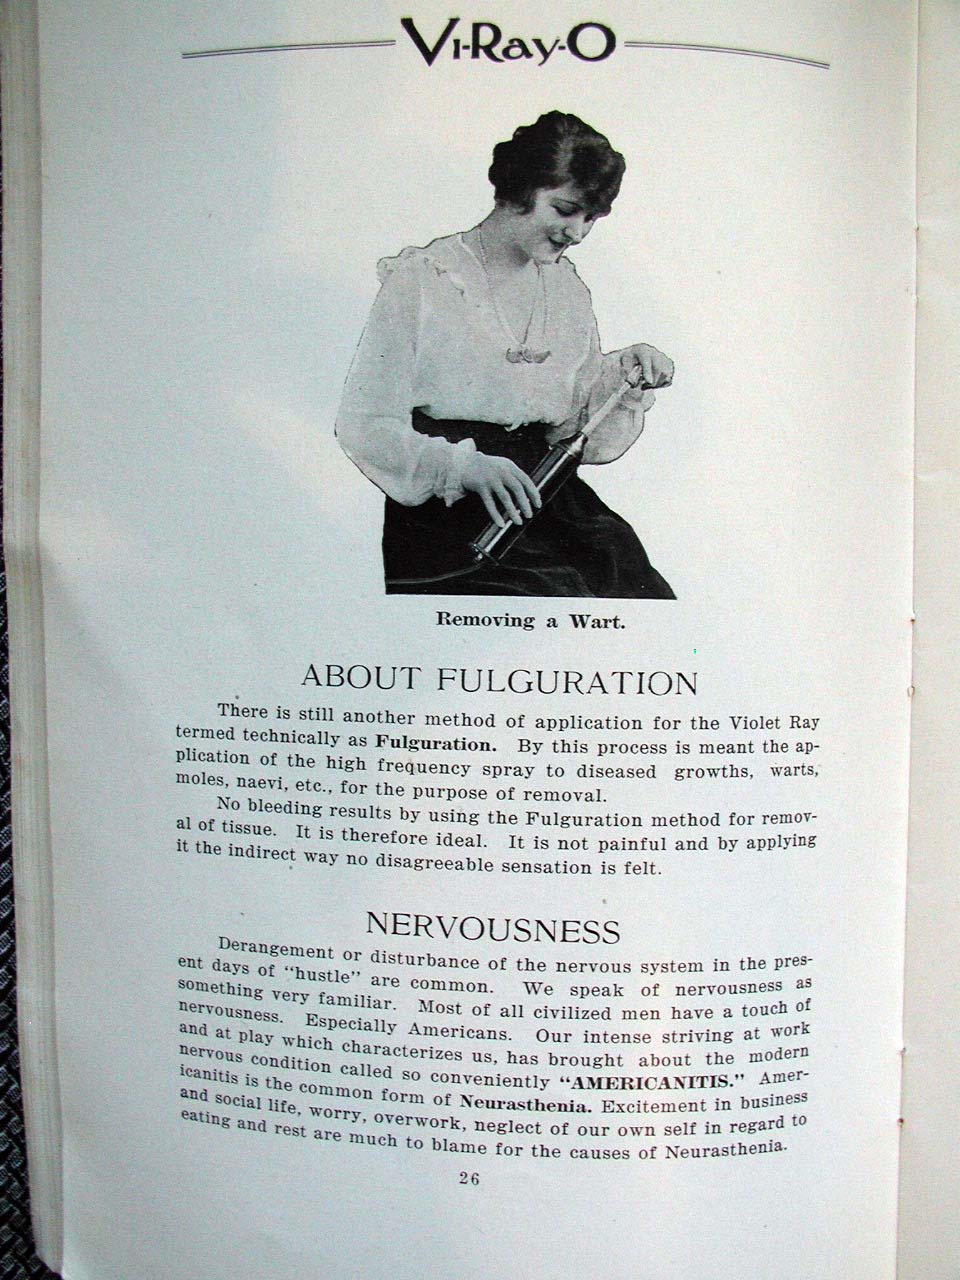 Vi-Ray-O
Removing a Wart.
ABOUT FULGURATION
There is still another method of application for the Violet Ray
termed technically as Fulguration. By this process is meant the ap-
plication of the high frequency spray to diseased growths, warts,
moles, naevi, etc., for the purpose of removal.
No bleeding results by using the Fulguration method for remov-
al of tissue. It is therefore ideal. It is not painful and by applying
it the indirect way no disagreeable sensation is felt.
NERVOUSNESS
Derangement or disturbance of the nervous system in the pres-
ent days of "hustle" are common. We speak of nervousness as
something very familiar. Most of all civilized men have a touch of
nervousness. Especially Americans. Our intense striving at work
and at play which characterizes us, has brought about the modern
nervous condition called so conveniently "AMERICANITIS." Amer-
icanitis is the common form of Neurasthenia. Excitement in business
and social life, worry, overwork, neglect of our own self in regard to
eating and rest are much to blame for the causes of Neurasthenia.
26